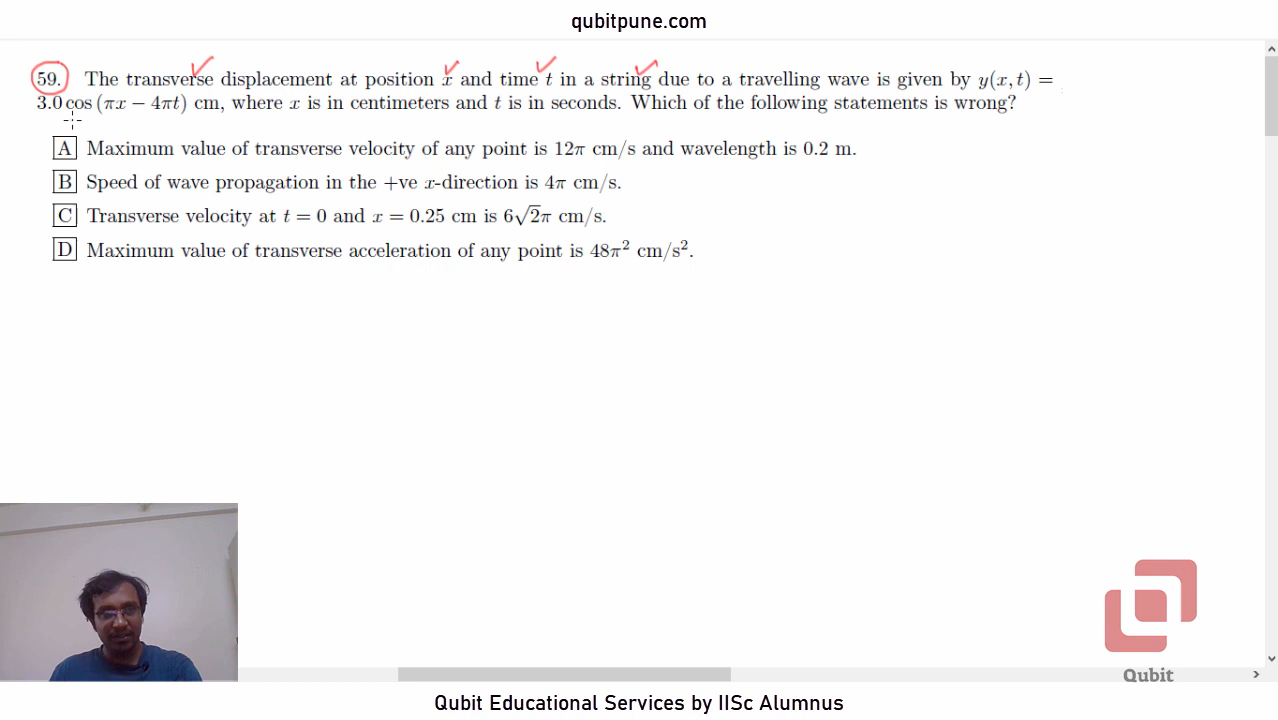 qubitpune.com
59. The transverse displacement at position x and time t in a string due to a travelling wave is given by y(x, t) =
3.0 cos (πx − 4πt) cm, where x is in centimeters and t is in seconds. Which of the following statements is wrong?
A Maximum value of transverse velocity of any point is 12π cm/s and wavelength is 0.2 m.
B Speed of wave propagation in the +ve x-direction is 4π cm/s.
C Transverse velocity at t = 0 and x = 0.25 cm is 6√2π cm/s.
D Maximum value of transverse acceleration of any point is 48π² cm/s².
Qubit
Qubit Educational Services by IISc Alumnus